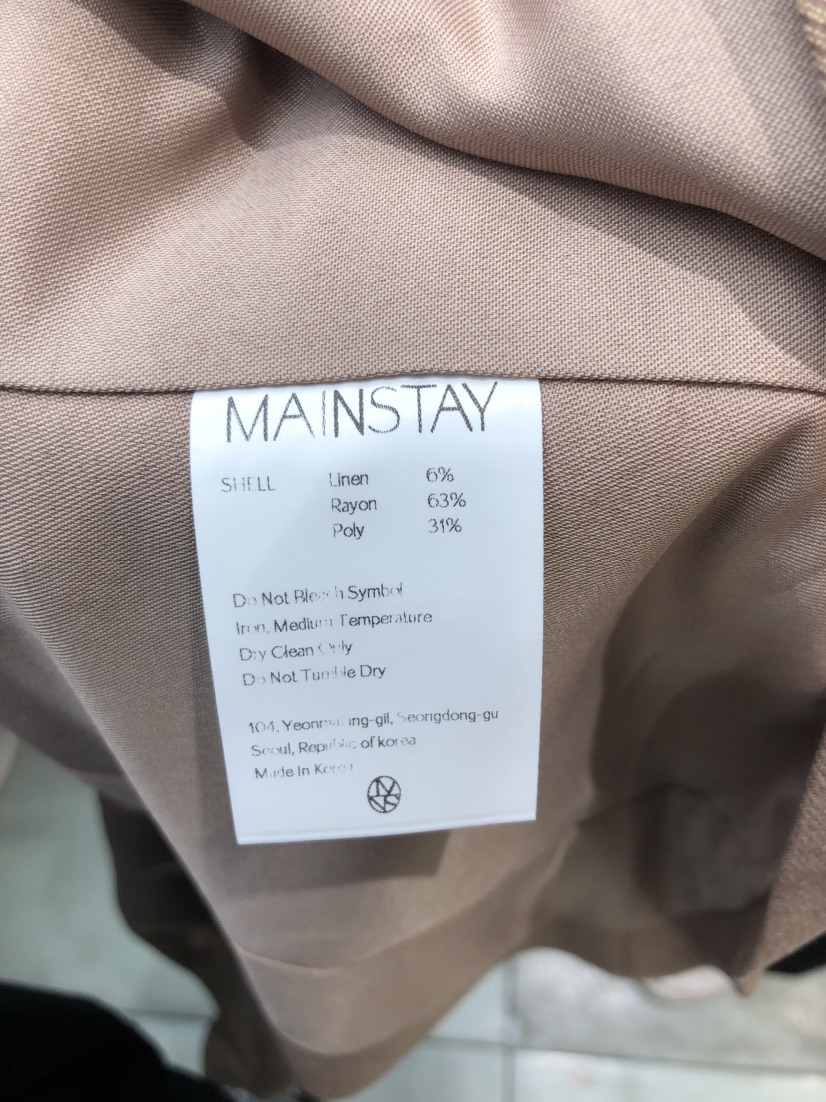 MAINSTAY
SHELL Linen 6%
Rayon 63%
Poly 31%
Do Not Bleach Symbol
Iron, Medium Temperature
Dry Clean Only
Do Not Tumble Dry
104, Seongdong-gu
Seoul, Republic of korea
Made In Korea